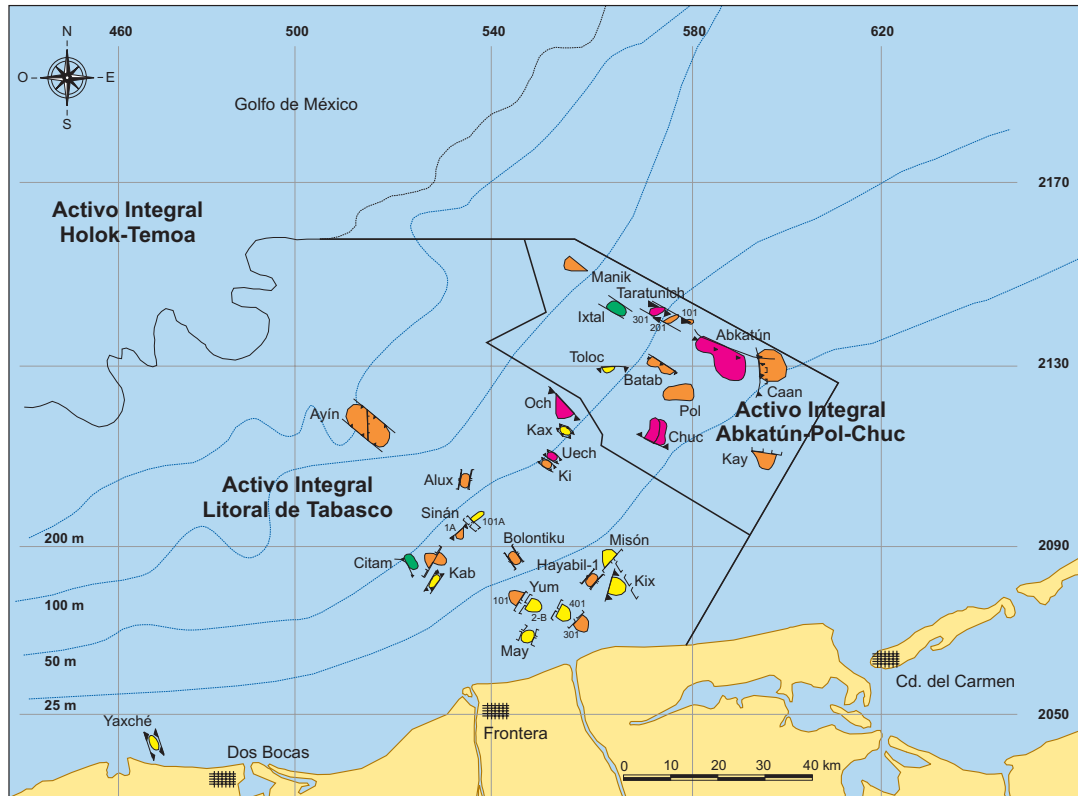 460
500
540
580
620
N
O
E
S
Golfo de México
2170
Activo Integral
Holok-Temoa
Manik
Taratunich
Ixtal
301
201
101
Abkatún
Toloc
2130
Batab
Caan
Och
Pol
Activo Integral
Abkatún-Pol-Chuc
Ayín
Kax
Chuc
Uech
Kay
Ki
Alux
Activo Integral
Litoral de Tabasco
Sinán
101A
1A
200 m
Bolontiku
Misón
2090
Citam
Hayabil-1
Kab
Kix
Yum
101
401
100 m
2-B
301
May
50 m
Cd. del Carmen
25 m
2050
Yaxché
Frontera
Dos Bocas
0
10
20
30
40 km